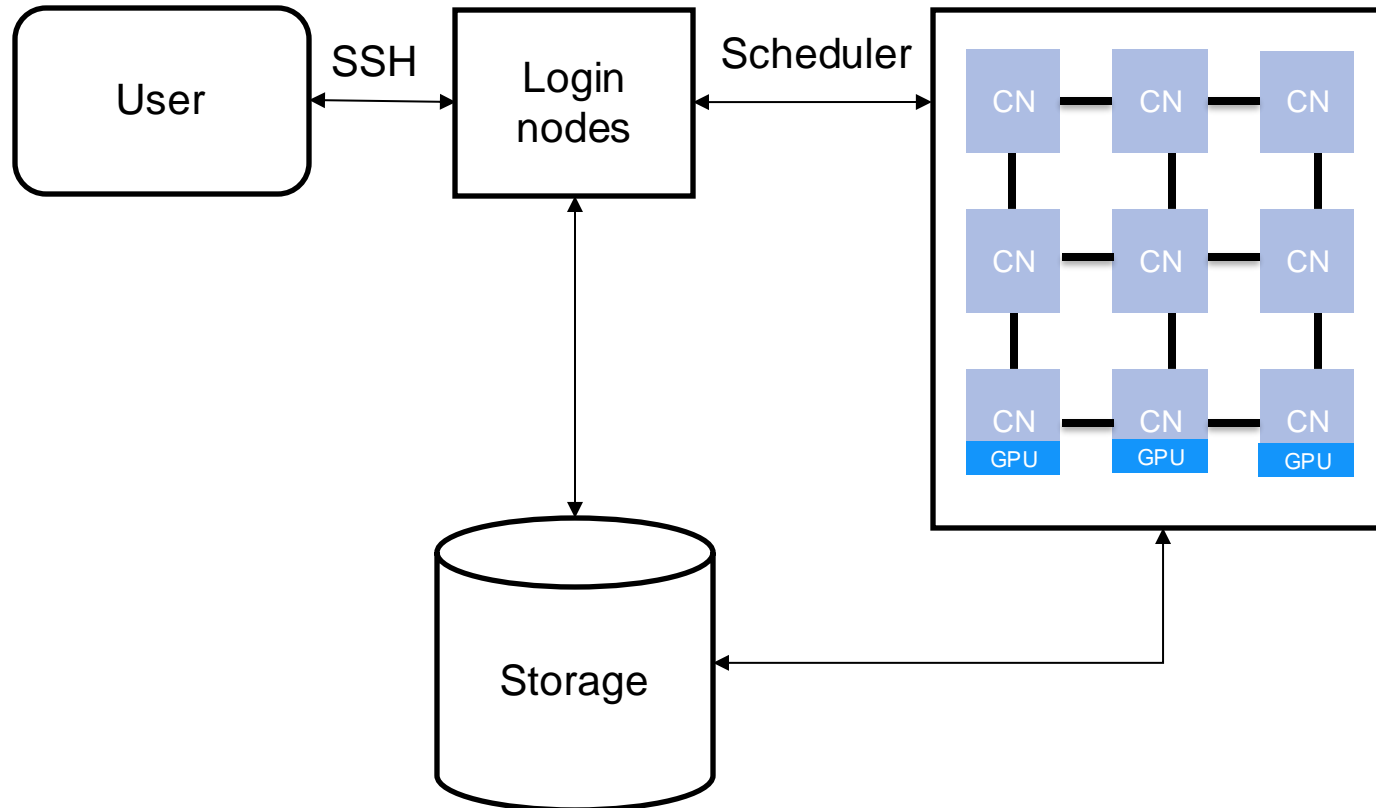 User
SSH
Login
nodes
Scheduler
CN
CN
CN
CN
CN
CN
CN
CN
CN
GPU
GPU
GPU
Storage